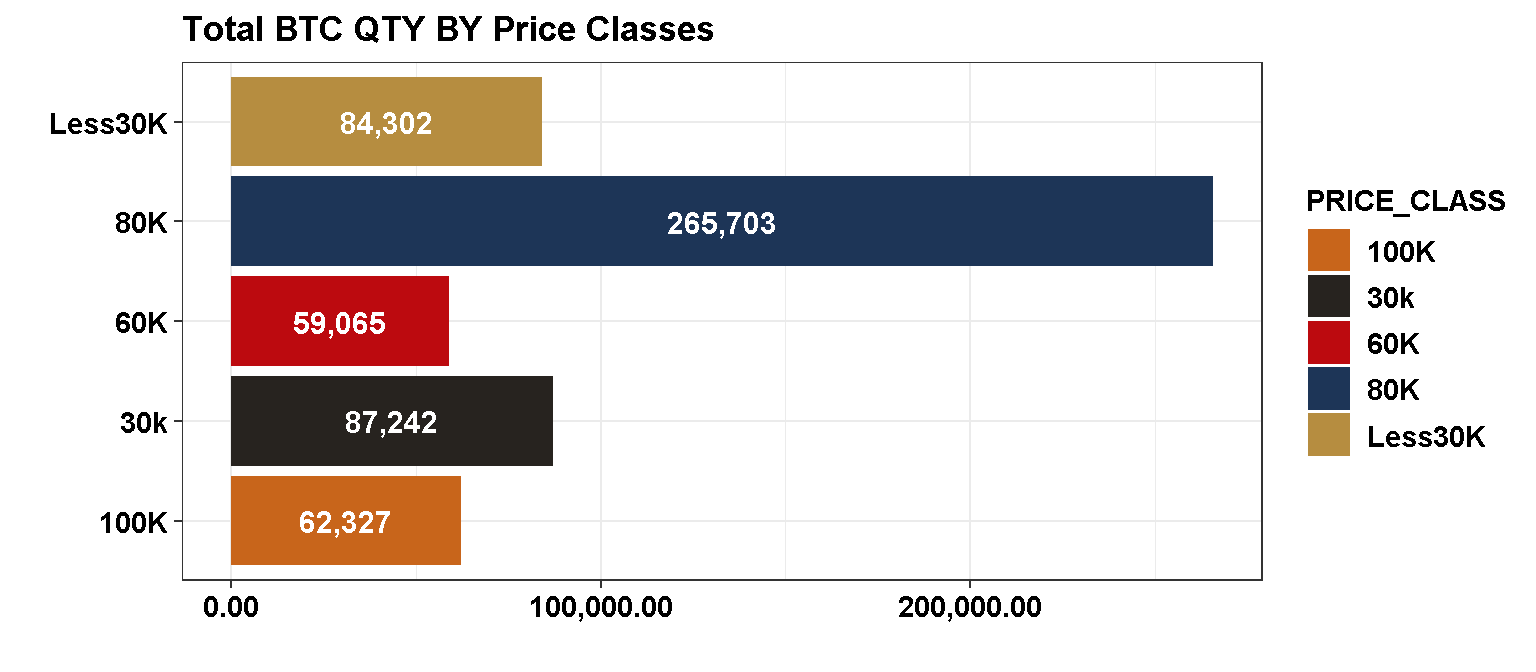 Total BTC QTY BY Price Classes
Less30K
84,302
80K
265,703
60K
59,065
30k
87,242
100K
62,327
0.00
100,000.00
200,000.00
PRICE_CLASS
100K
30k
60K
80K
Less30K